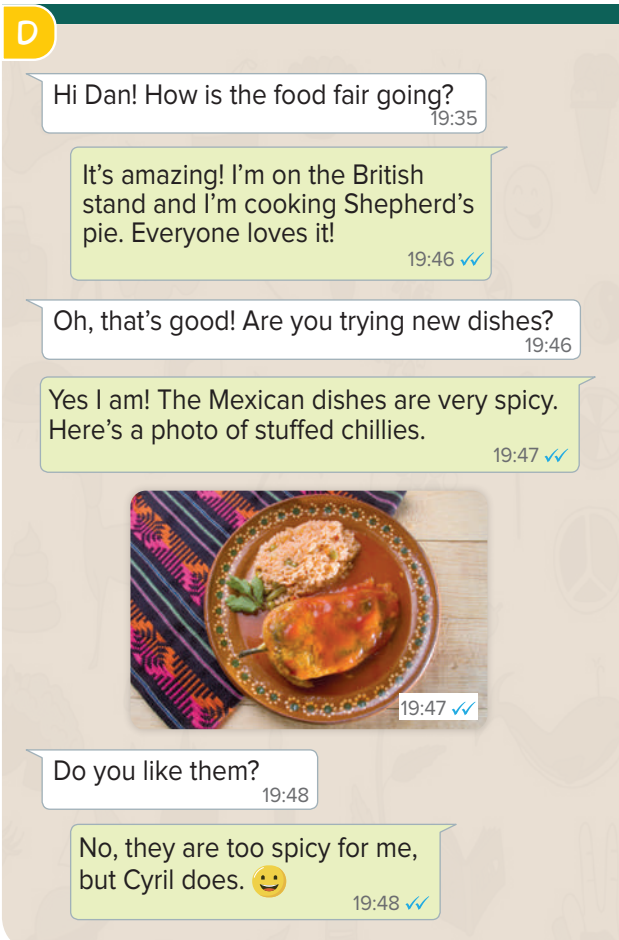 D
Hi Dan! How is the food fair going?
19:35
It's amazing! I'm on the British
stand and I'm cooking Shepherd's
pie. Everyone loves it!
19:46
Oh, that's good! Are you trying new dishes?
19:46
Yes I am! The Mexican dishes are very spicy.
Here's a photo of stuffed chillies.
19:47
19:47
Do you like them?
19:48
No, they are too spicy for me,
but Cyril does. 😀
19:48